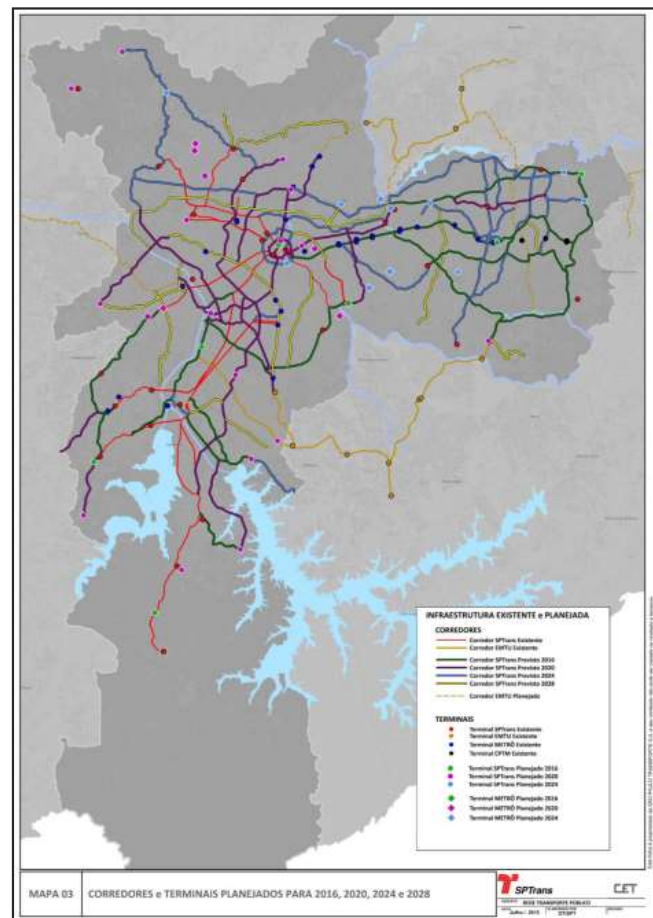 INFRAESTRUTURA EXISTENTE e PLANEJADA
CORREDORES
Corredor SPTrans Existente
Corredor EMTU Existente
Corredor SPTrans Previsto 2016
Corredor SPTrans Previsto 2020
Corredor SPTrans Previsto 2024
Corredor SPTrans Previsto 2028
Corredor EMTU Planejado
TERMINAIS
Terminal SPTrans Existente
Terminal EMTU Existente
Terminal METRÔ Existente
Terminal CPTM Existente
Terminal SPTrans Planejado 2016
Terminal SPTrans Planejado 2020
Terminal SPTrans Planejado 2024
Terminal METRÔ Planejado 2016
Terminal METRÔ Planejado 2020
Terminal METRÔ Planejado 2024
MAPA 03
CORREDORES e TERMINAIS PLANEJADOS PARA 2016, 2020, 2024 e 2028
SPTrans
CET
REDE TRANSPORTE PÚBLICO
Julho - 2015